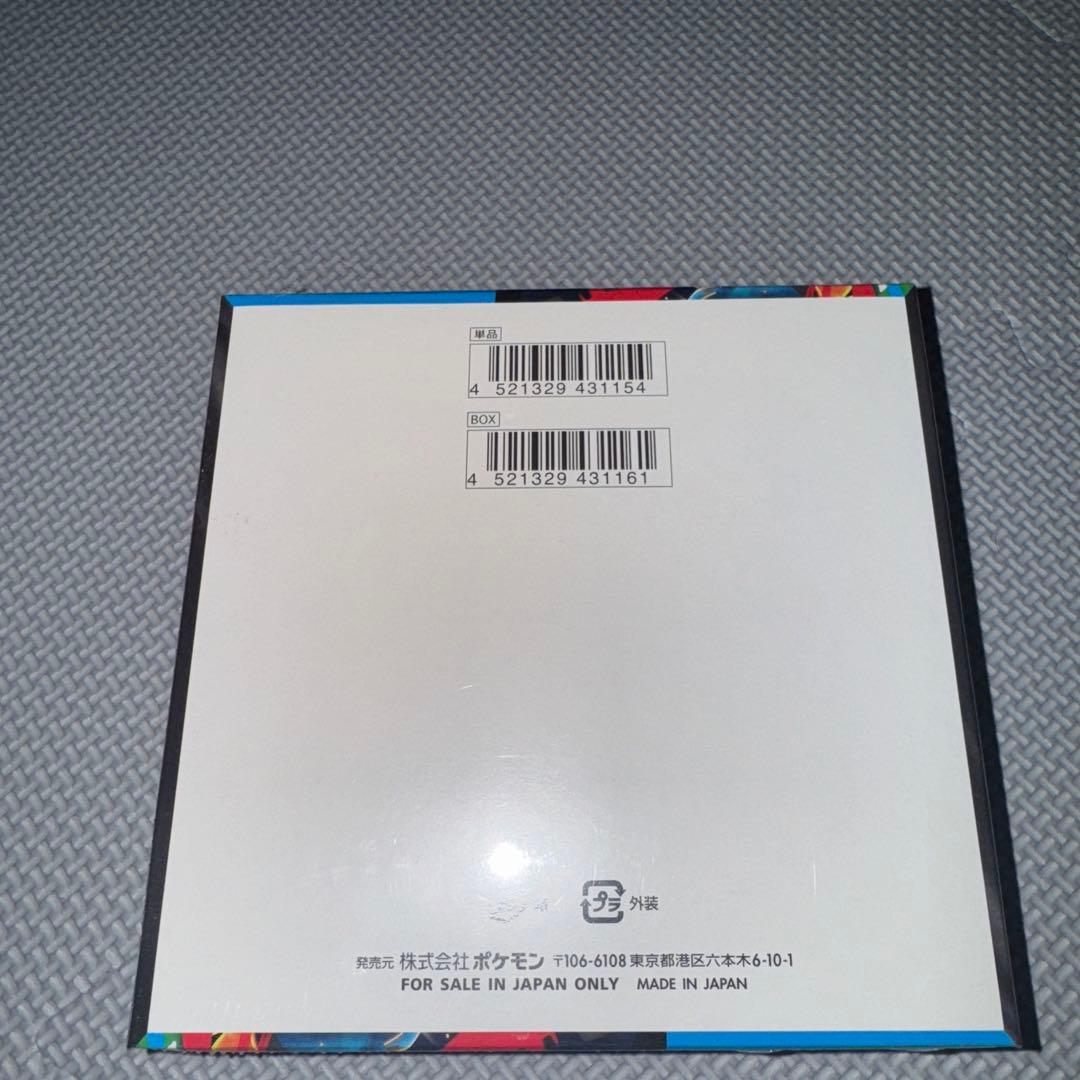 単品
4 521329 431154
BOX
4 521329 431161
プラ 外装
発売元 株式会社ポケモン 〒106-6108 東京都港区六本木6-10-1
FOR SALE IN JAPAN ONLY MADE IN JAPAN